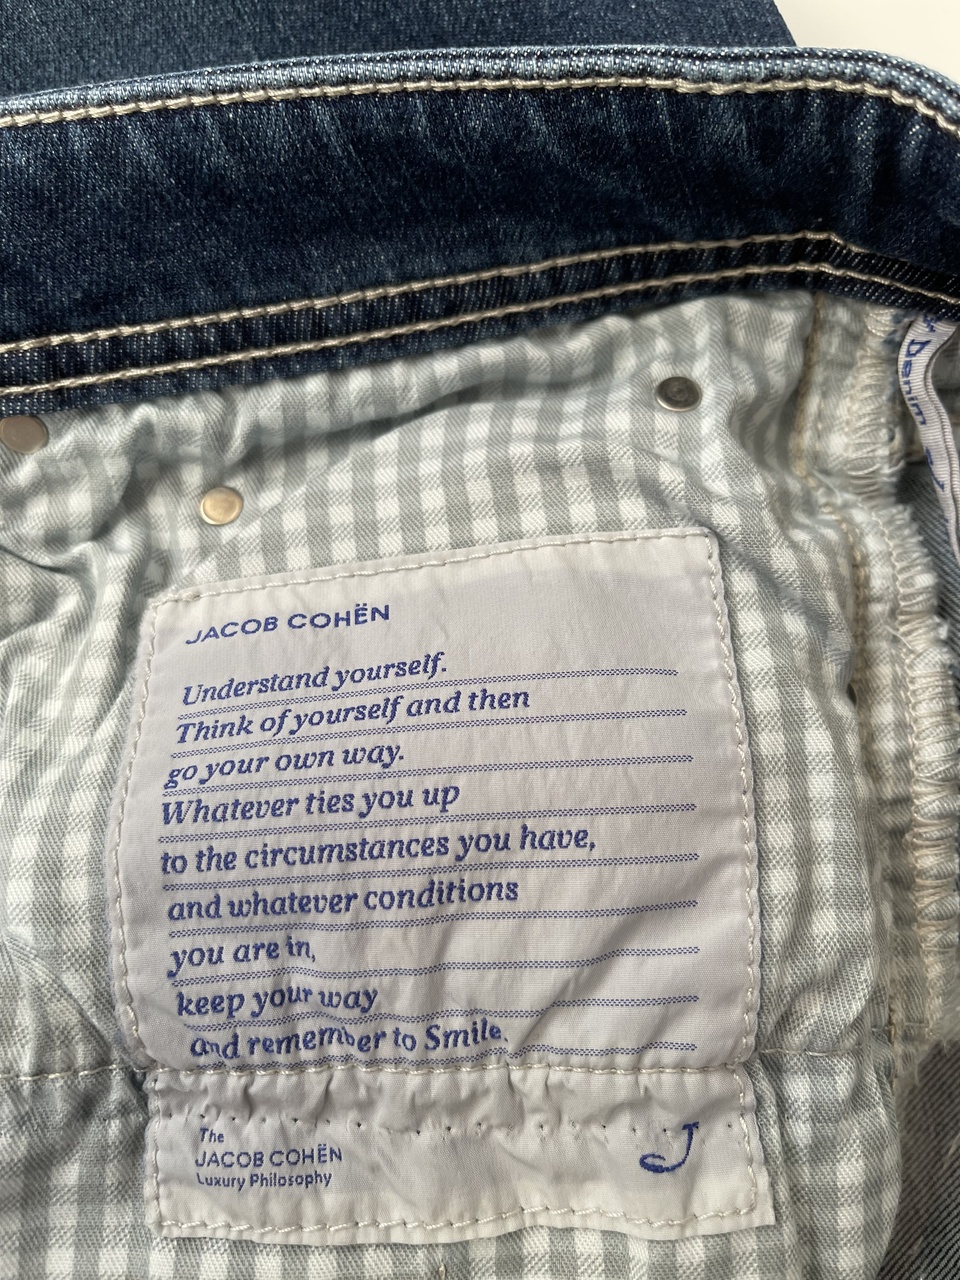 JACOB COHËN
Understand yourself.
Think of yourself and then
go your own way.
Whatever ties you up
to the circumstances you have,
and whatever conditions
you are in,
keep your way
and remember to Smile.
The
JACOB COHËN
Luxury Philosophy
J
Denim